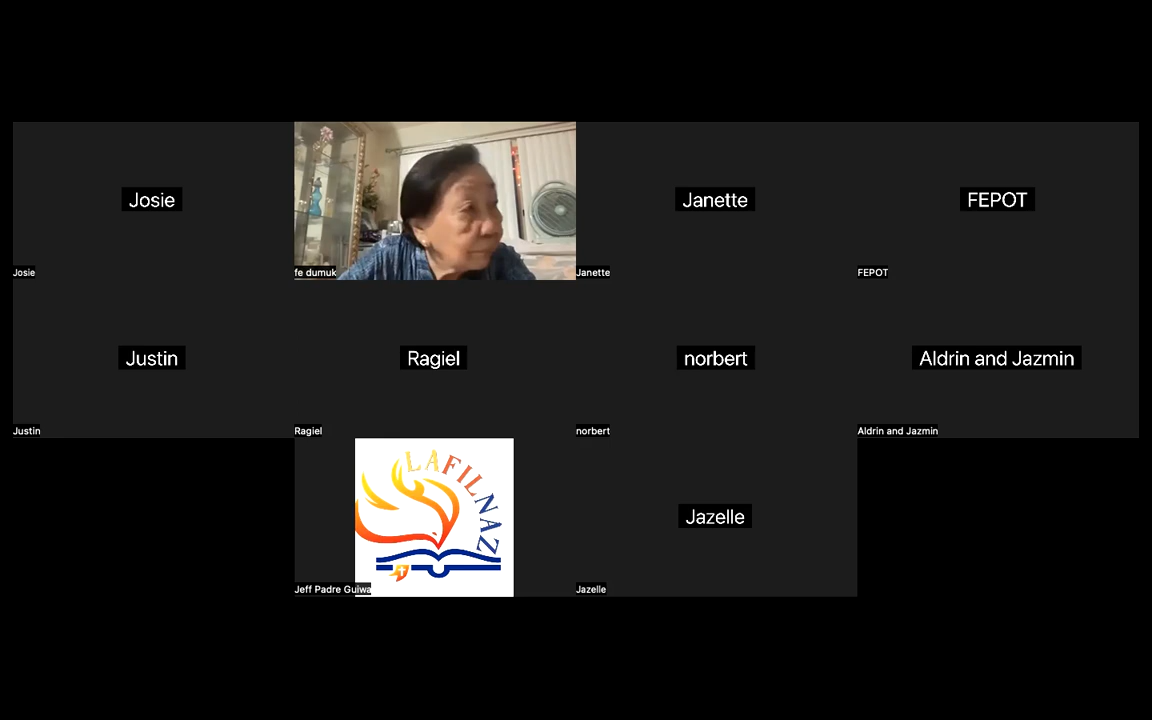 Josie
Josie
fe dumuk
Janette
Janette
FEPOT
FEPOT
Justin
Justin
Ragiel
Ragiel
norbert
norbert
Aldrin and Jazmin
Aldrin and Jazmin
LAFILNAZ
Jeff Padre Guiwa
Jazelle
Jazelle